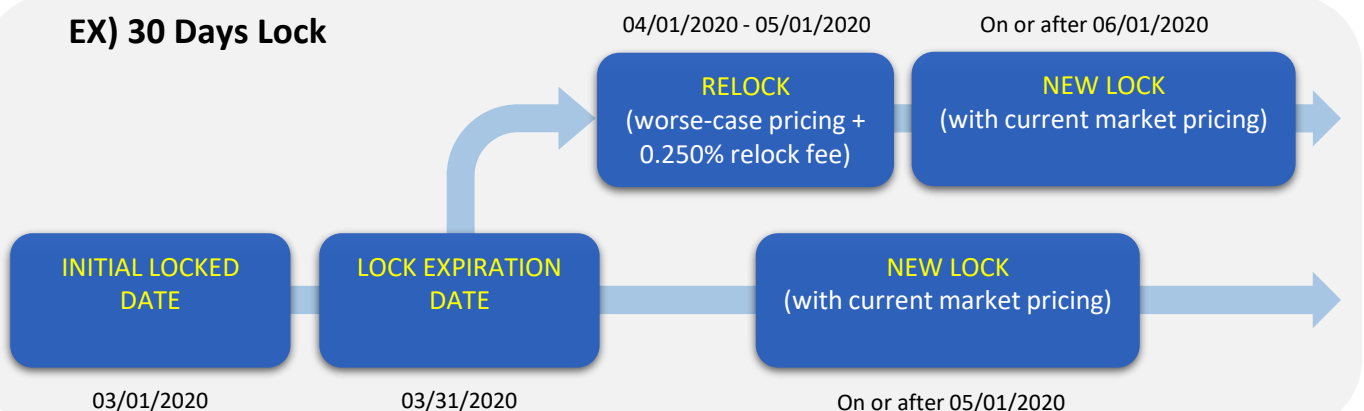 EX) 30 Days Lock
04/01/2020 - 05/01/2020
On or after 06/01/2020
RELOCK
(worse-case pricing +
0.250% relock fee)
NEW LOCK
(with current market pricing)
INITIAL LOCKED
DATE
LOCK EXPIRATION
DATE
NEW LOCK
(with current market pricing)
03/01/2020
03/31/2020
On or after 05/01/2020